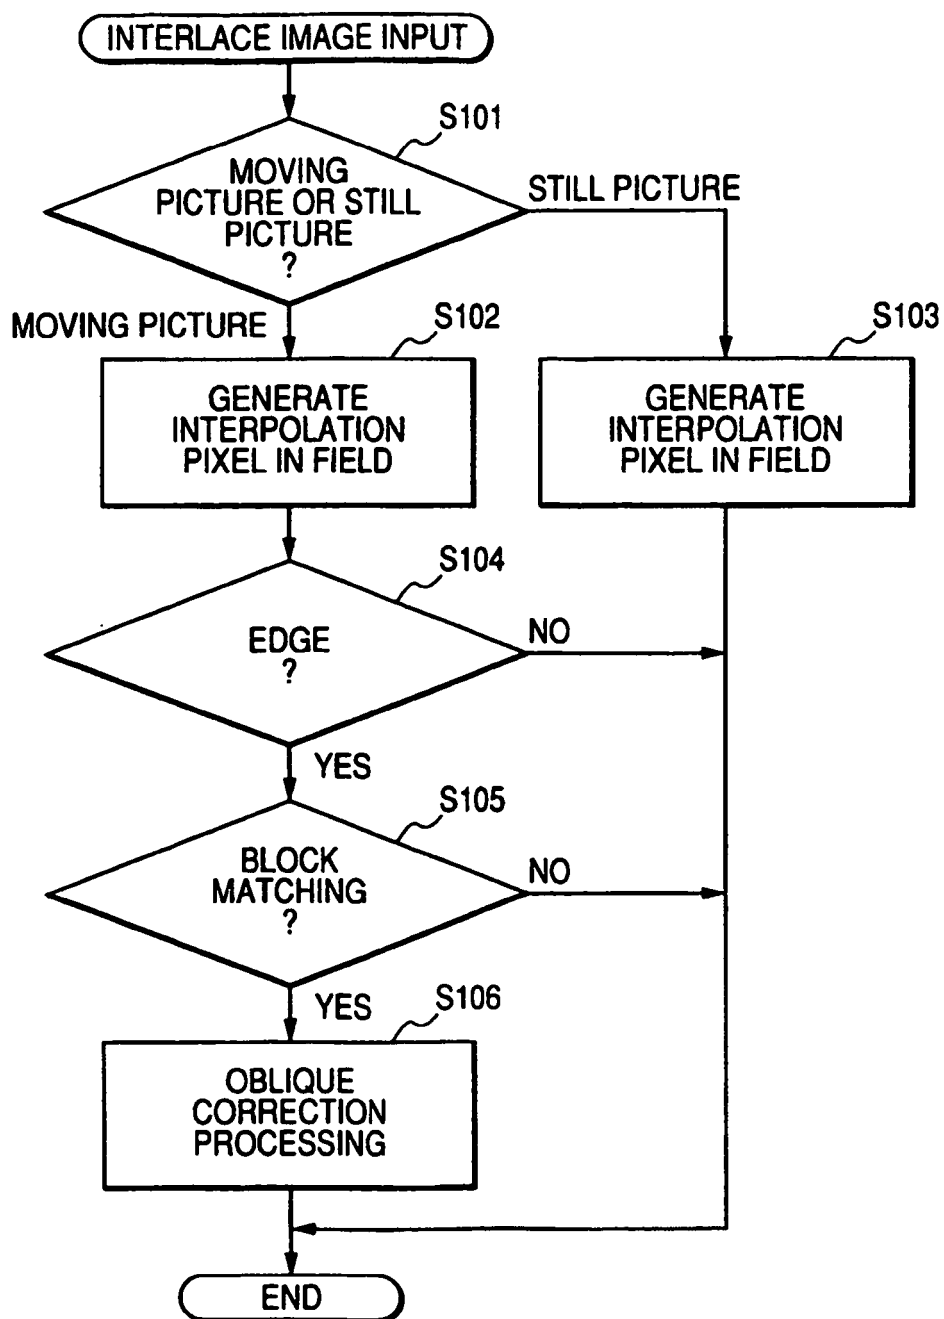 INTERLACE IMAGE INPUT
S101
MOVING
PICTURE OR STILL
PICTURE
?
STILL PICTURE
MOVING PICTURE
S102
S103
GENERATE
INTERPOLATION
PIXEL IN FIELD
GENERATE
INTERPOLATION
PIXEL IN FIELD
S104
EDGE
?
NO
YES
S105
BLOCK
MATCHING
?
NO
YES
S106
OBLIQUE
CORRECTION
PROCESSING
END